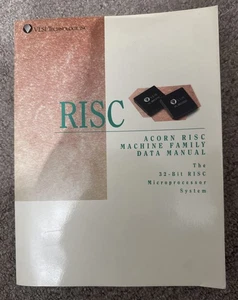 VLSI TECHNOLOGY, INC.
RISC
ACORN RISC
MACHINE FAMILY
DATA MANUAL
The
32-Bit RISC
Microprocessor
System